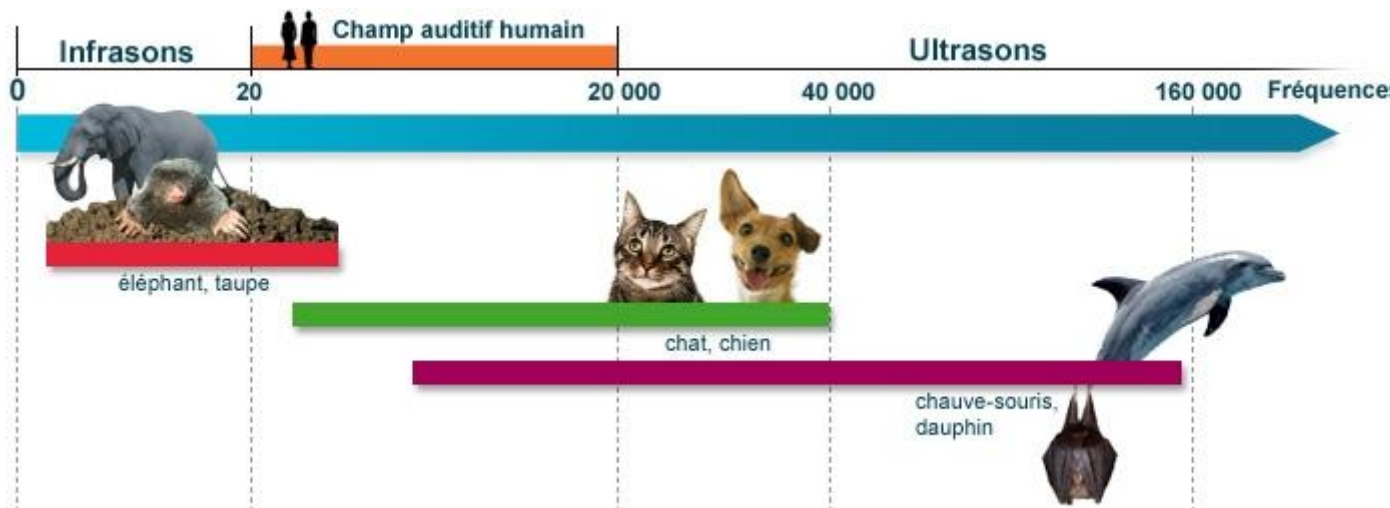 Infrasons
Champ auditif humain
Ultrasons
0
20
20 000
40 000
160 000
Fréquences
éléphant, taupe
chat, chien
chauve-souris,
dauphin